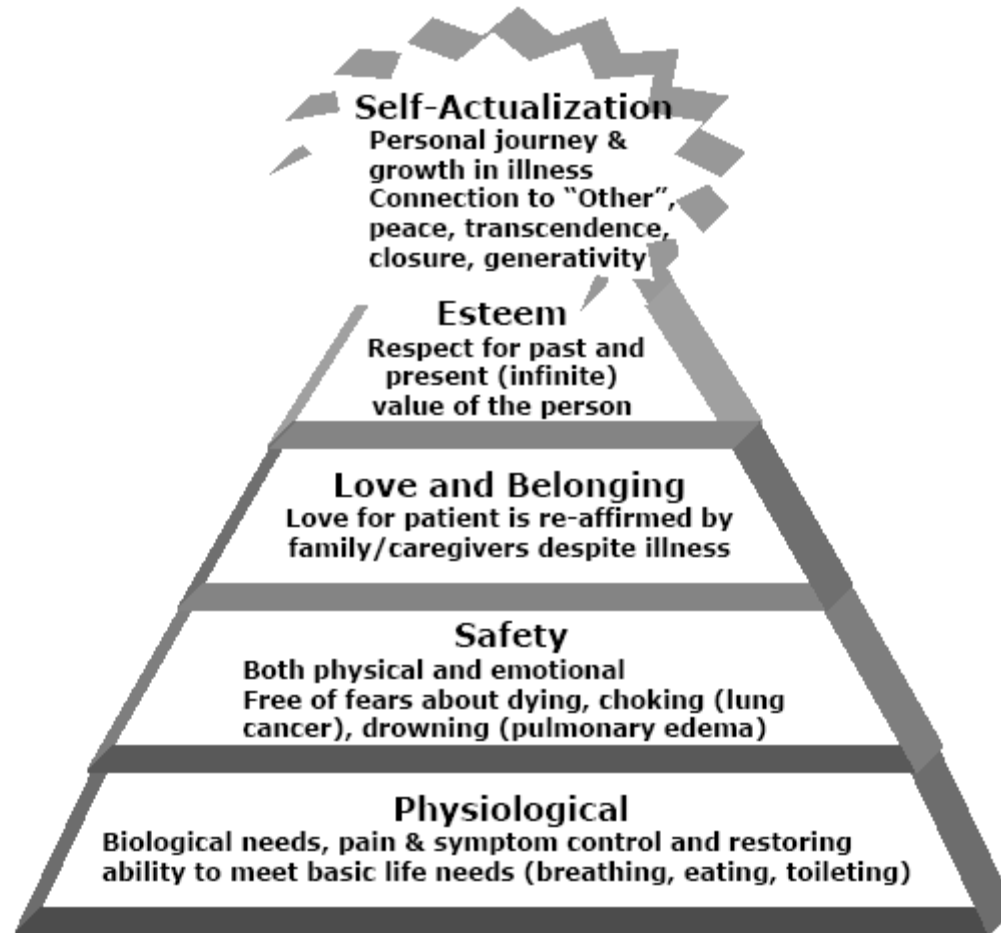 Self-Actualization
Personal journey &
growth in illness
Connection to “Other”,
peace, transcendence,
closure, generativity
Esteem
Respect for past and
present (infinite)
value of the person
Love and Belonging
Love for patient is re-affirmed by
family/caregivers despite illness
Safety
Both physical and emotional
Free of fears about dying, choking (lung
cancer), drowning (pulmonary edema)
Physiological
Biological needs, pain & symptom control and restoring
ability to meet basic life needs (breathing, eating, toileting)